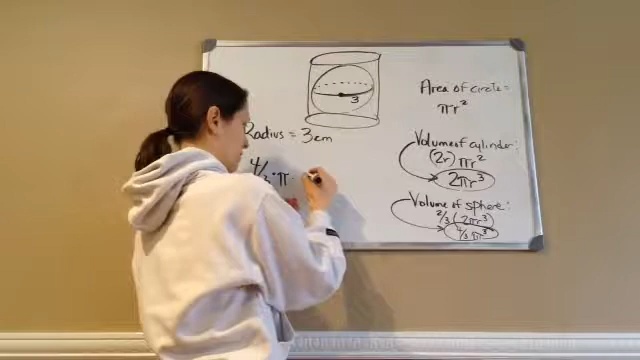 3
Radius = 3cm
4/3 · π
Area of circle =
πr²
Volume of cylinder:
(2r) πr²
2πr³
Volume of sphere:
2/3 (2πr³)
4/3 πr³